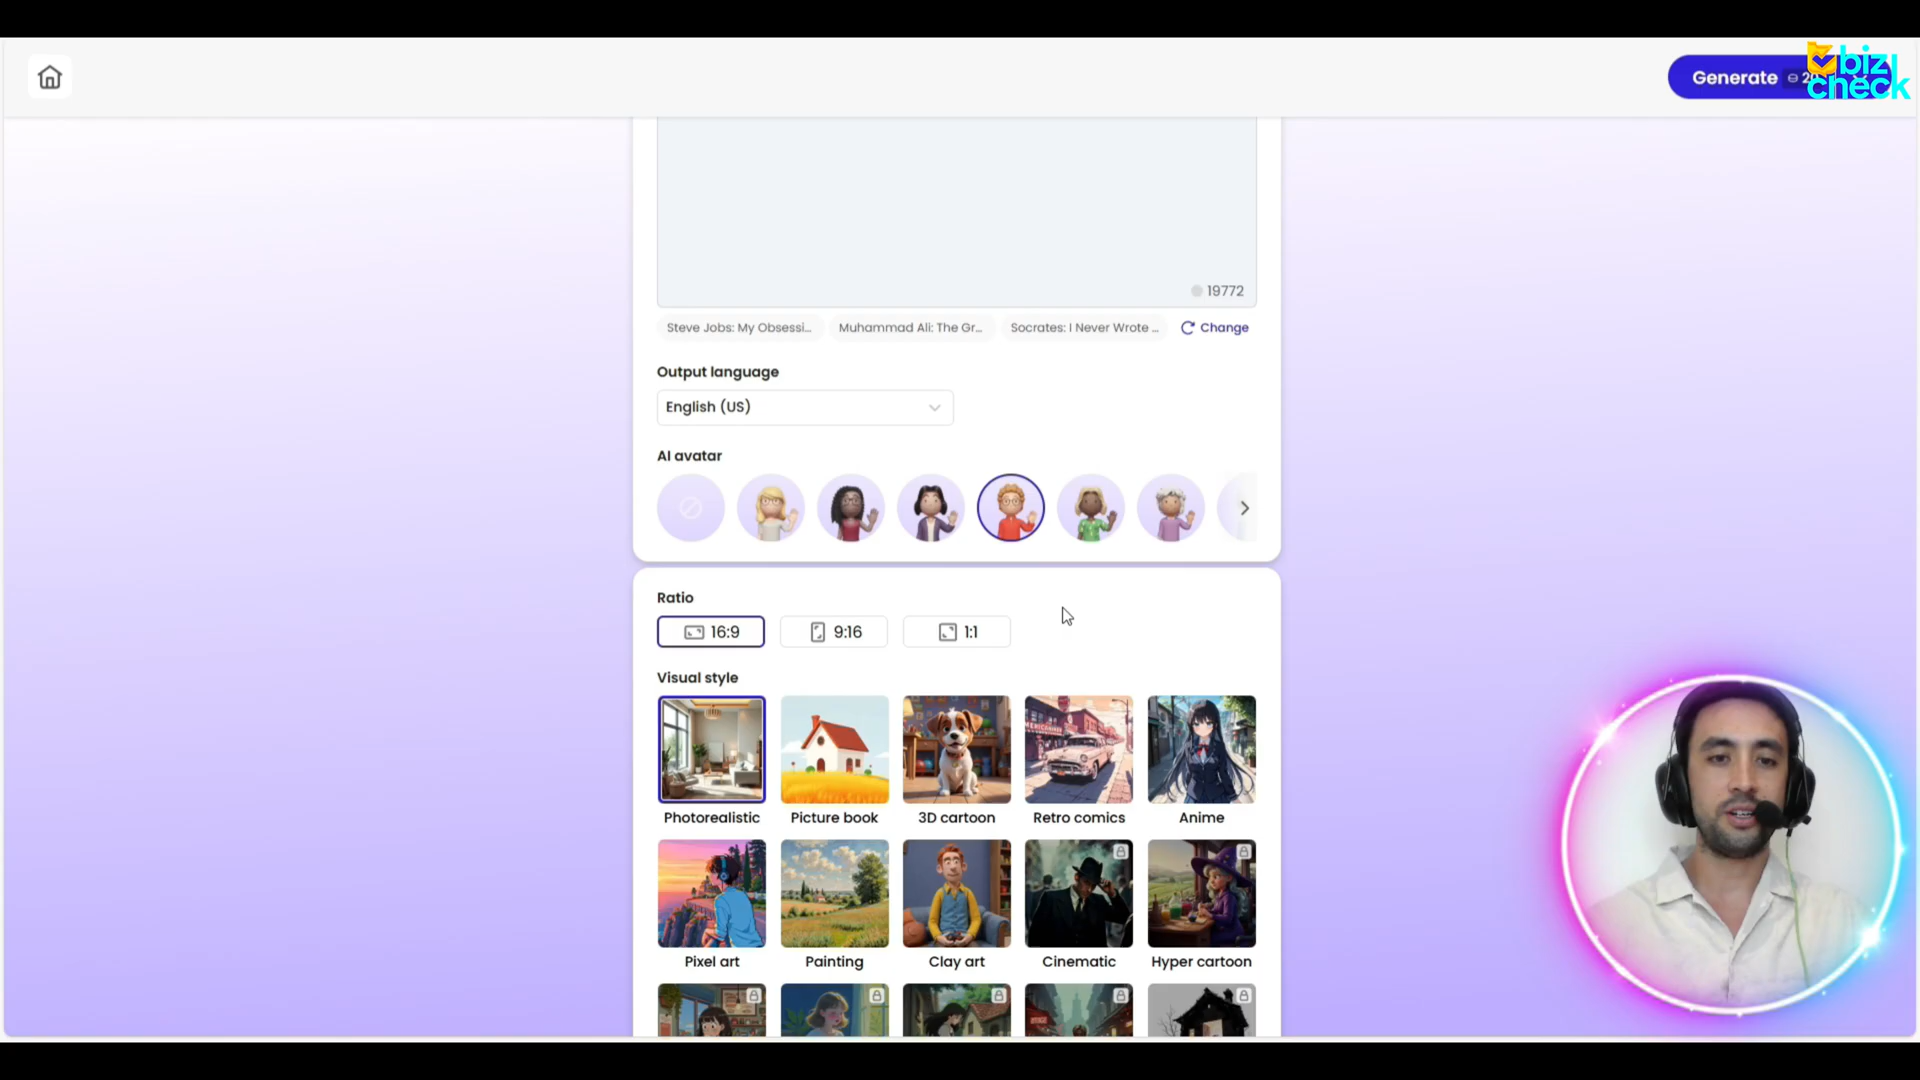 Generate
biz
check
19772
Steve Jobs: My Obsessi...
Muhammad Ali: The Gr...
Socrates: I Never Wrote ...
Change
Output language
English (US)
AI avatar
Ratio
16:9
9:16
1:1
Visual style
Photorealistic
Picture book
3D cartoon
Retro comics
Anime
Pixel art
Painting
Clay art
Cinematic
Hyper cartoon